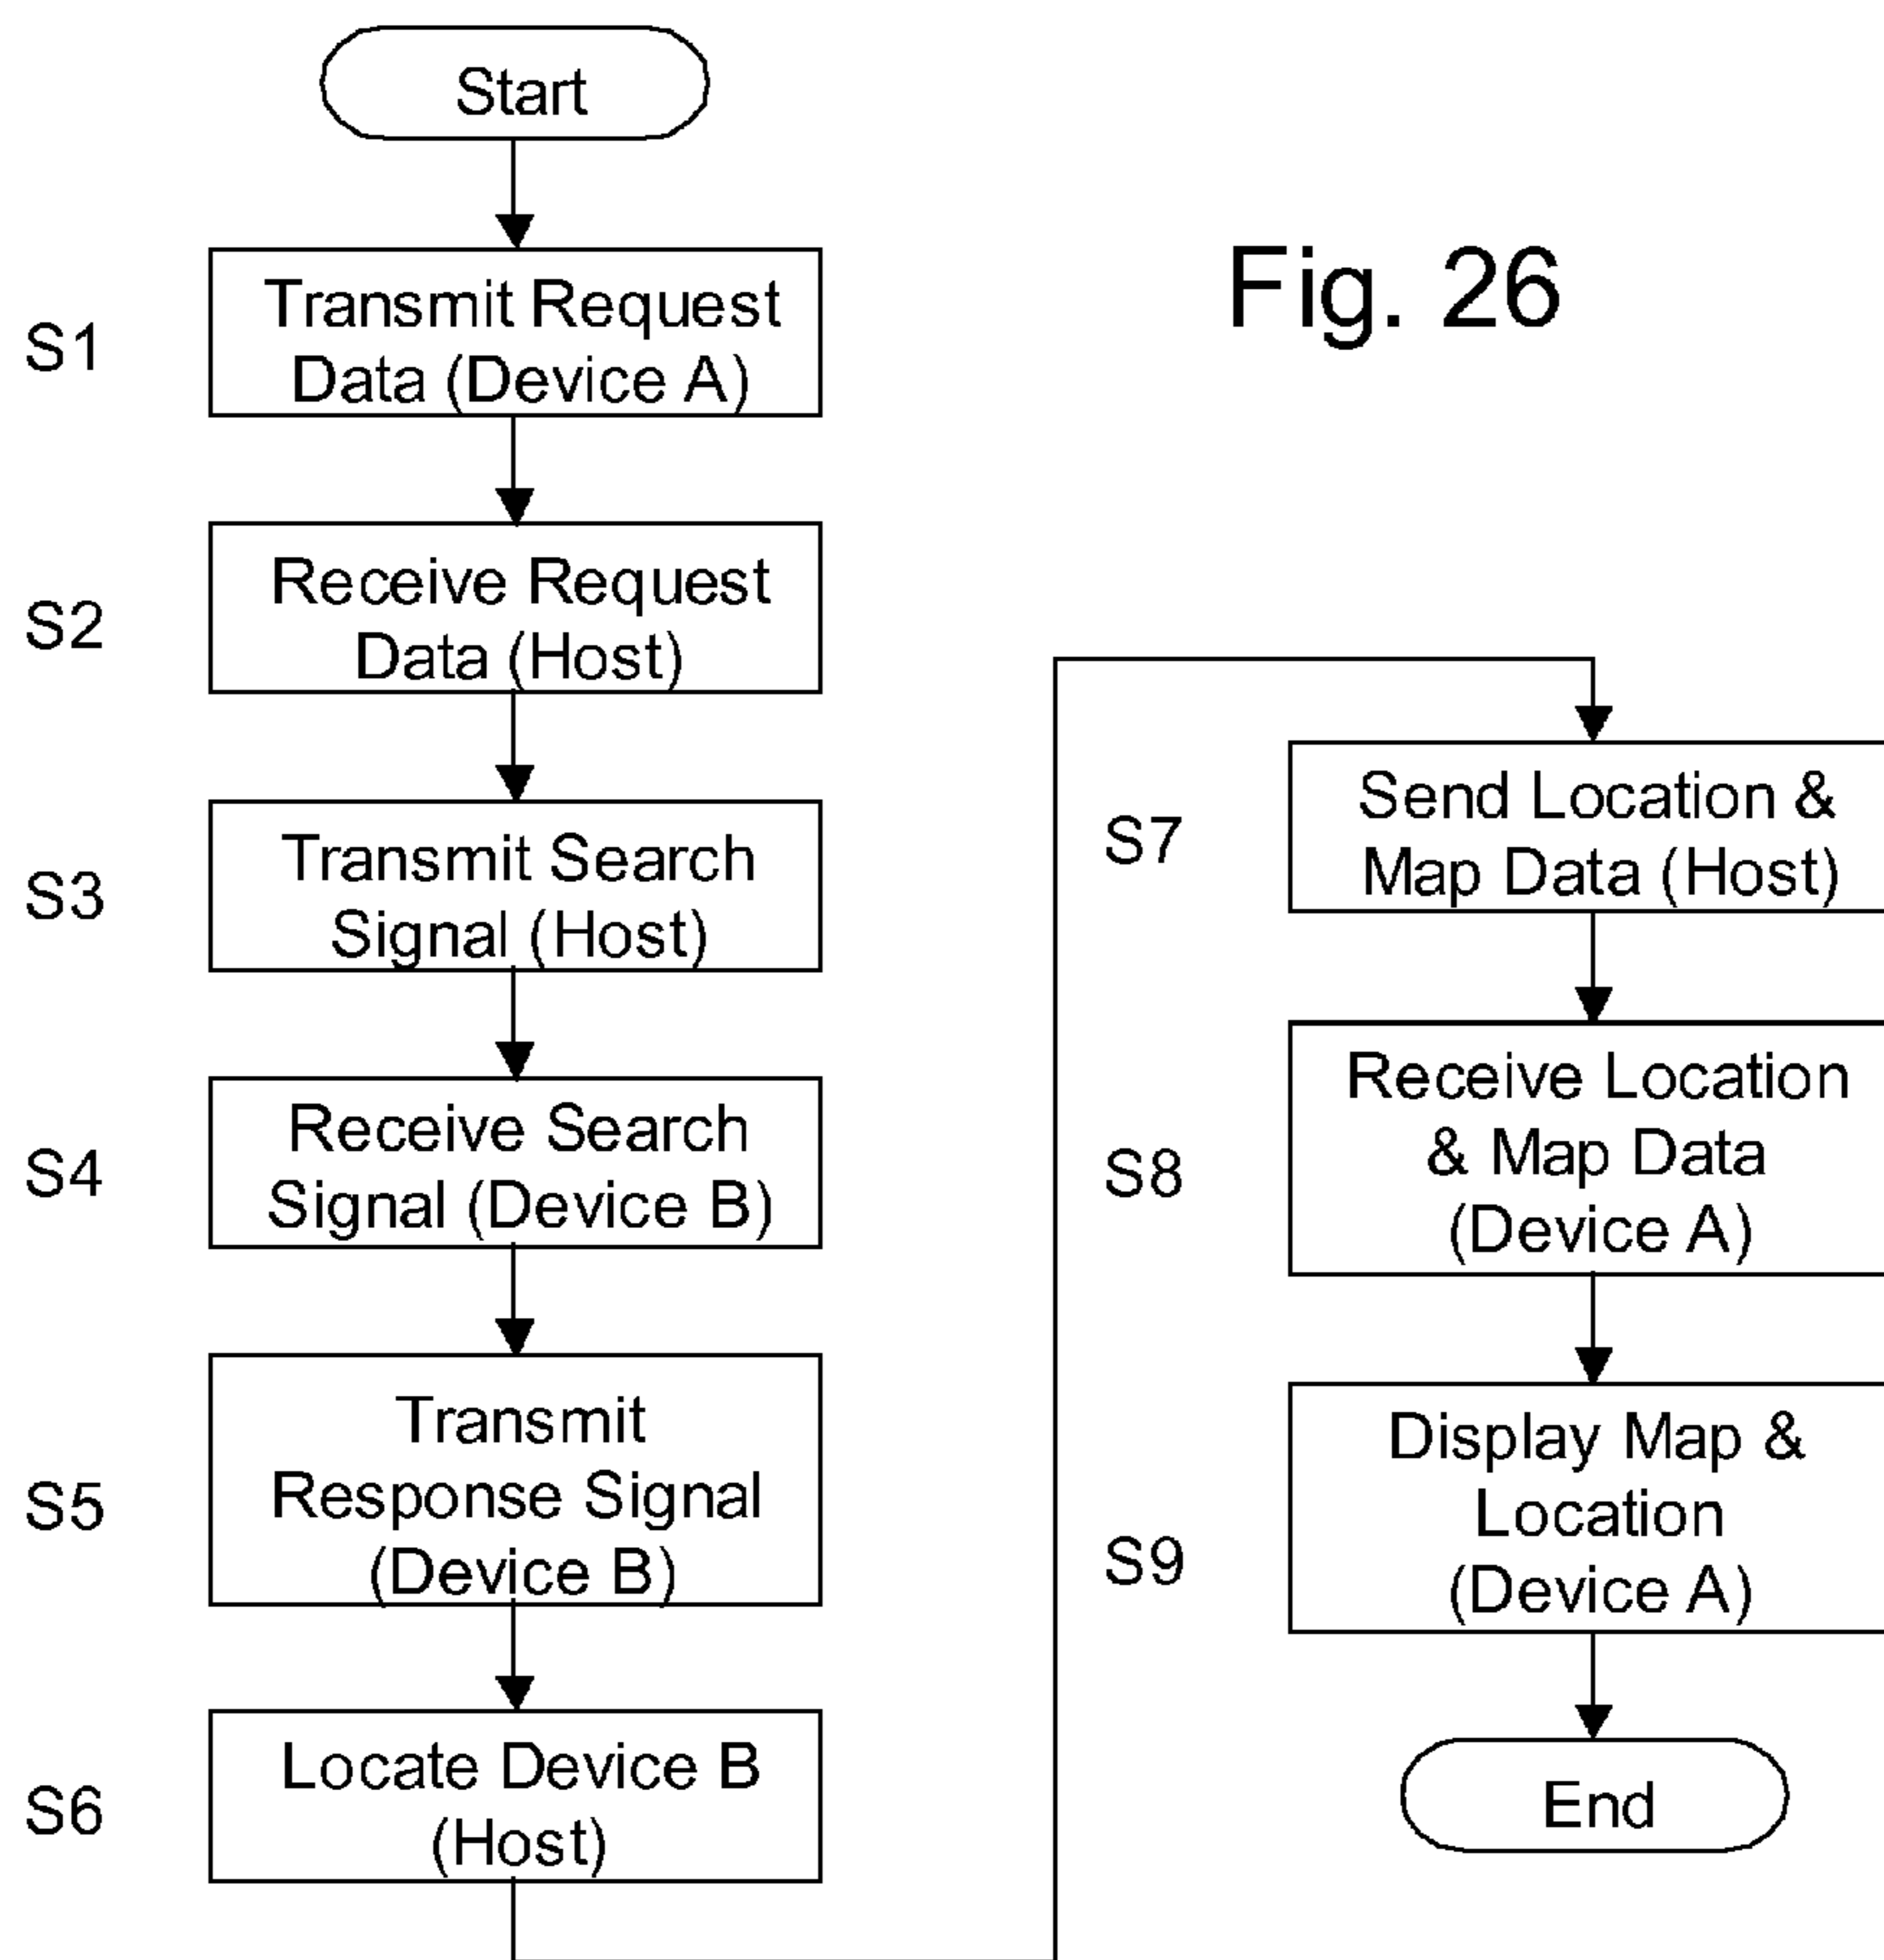 Start
Fig. 26
S1
Transmit Request
Data (Device A)
S2
Receive Request
Data (Host)
S3
Transmit Search
Signal (Host)
S4
Receive Search
Signal (Device B)
S5
Transmit
Response Signal
(Device B)
S6
Locate Device B
(Host)
S7
Send Location &
Map Data (Host)
S8
Receive Location
& Map Data
(Device A)
S9
Display Map &
Location
(Device A)
End